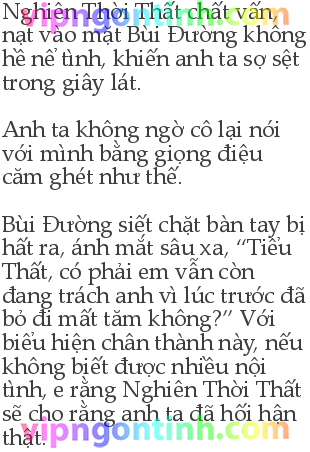 Nghiên Thời Thất chất vấn,
nạt vào mặt Bùi Đường không
hề nể tình, khiến anh ta sợ sệt
trong giây lát.
Anh ta không ngờ cô lại nói
với mình bằng giọng điệu
căm ghét như thế.
Bùi Đường siết chặt bàn tay bị
hất ra, ánh mắt sâu xa, “Tiểu
Thất, có phải em vẫn còn
đang trách anh vì lúc trước đã
bỏ đi mất tăm không?” Với
biểu hiện chân thành này, nếu
không biết được nhiều nội
tình, e rằng Nghiên Thời Thất
sẽ cho rằng anh ta đã hối hận
thật.
vipngontinh.com
vipngontinh.com